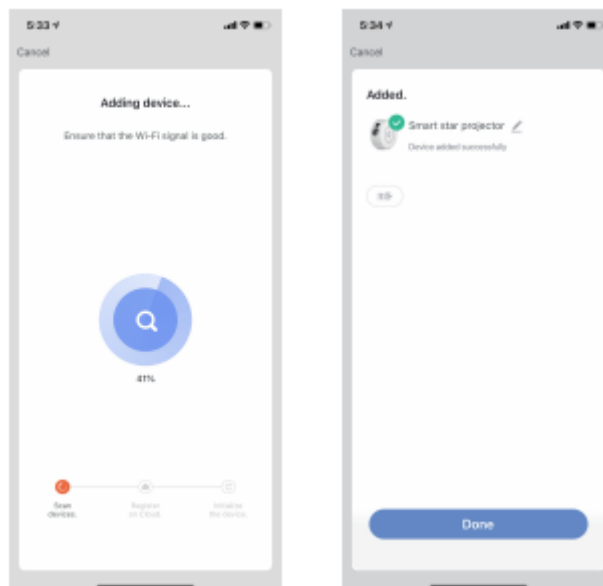 5:33
Cancel
Adding device...
Ensure that the Wi-Fi signal is good.
41%
Scan
devices.
Register
on Cloud.
Initialize
the device.
5:34
Cancel
Added.
Smart star projector
Device added successfully
Done